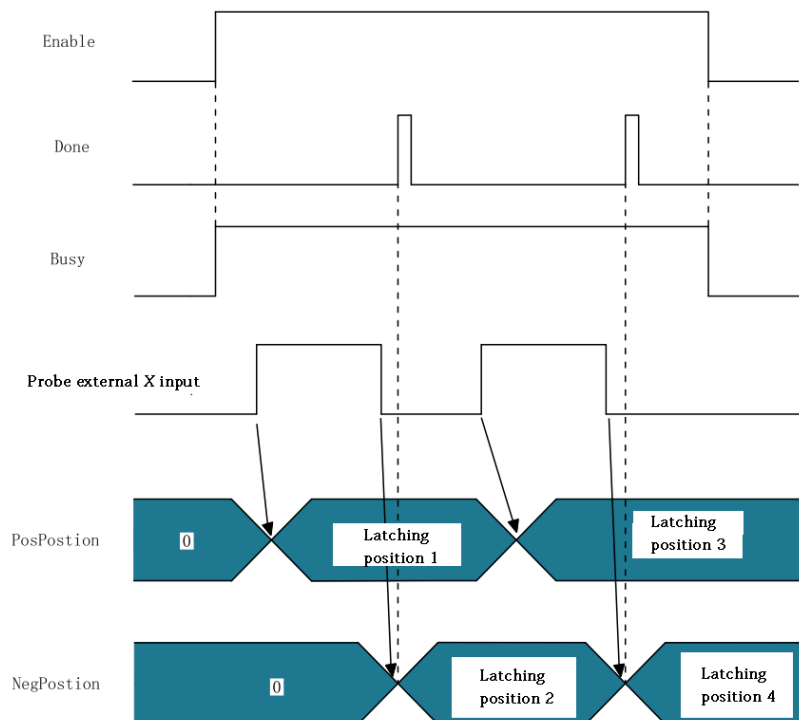 Enable
Done
Busy
Probe external X input
PosPostion
0
Latching
position 1
Latching
position 3
NegPostion
0
Latching
position 2
Latching
position 4